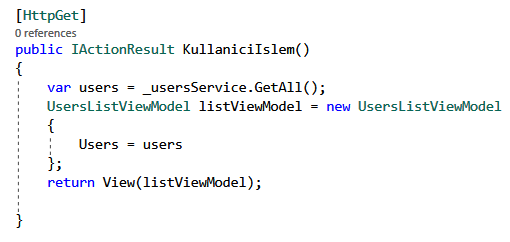 [HttpGet]
0 references
public IActionResult KullaniciIslem()
{
    var users = _usersService.GetAll();
    UsersListViewModel listViewModel = new UsersListViewModel
    {
        Users = users
    };
    return View(listViewModel);
}